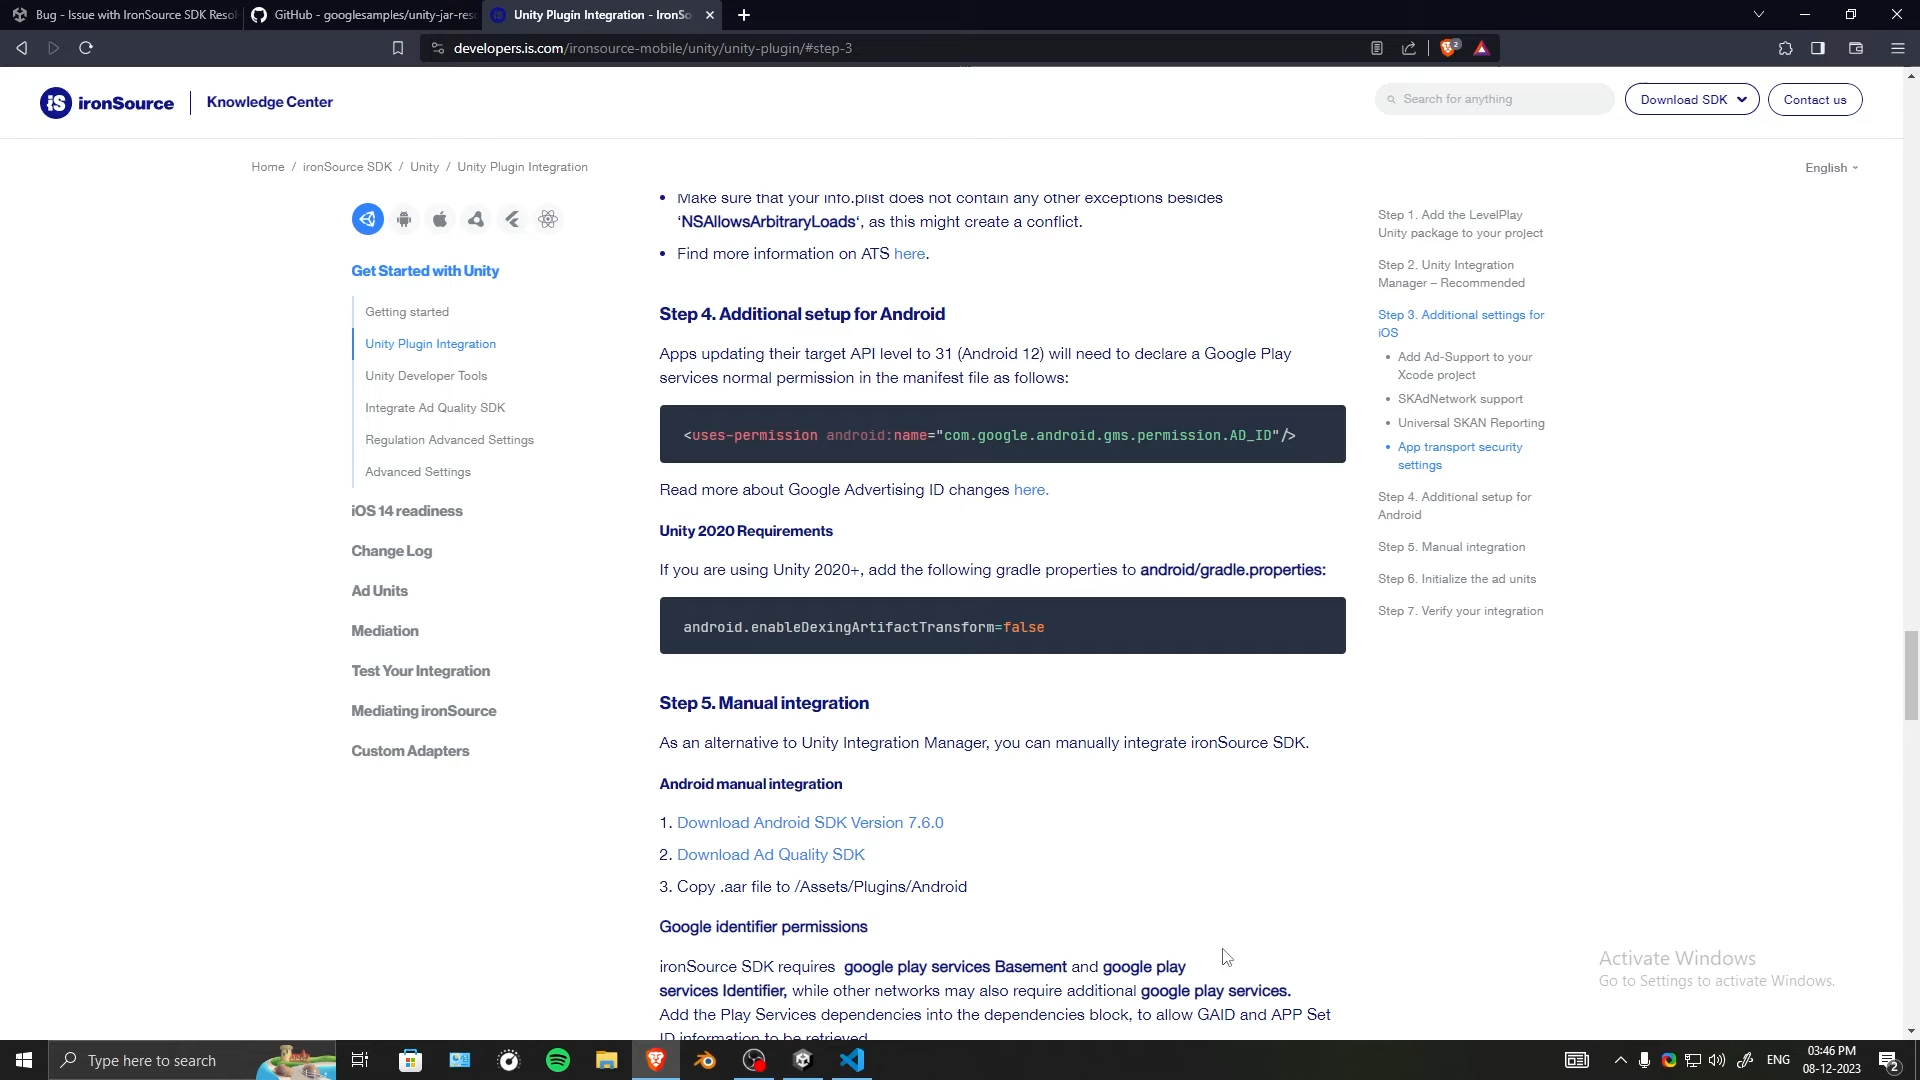 Bug - Issue with IronSource SDK Resol
GitHub - googlesamples/unity-jar-res
Unity Plugin Integration - IronSo
developers.is.com/ironsource-mobile/unity/unity-plugin/#step-3
2
iS ironSource
Knowledge Center
Search for anything
Download SDK
Contact us
Home / ironSource SDK / Unity / Unity Plugin Integration
English
Get Started with Unity
Getting started
Unity Plugin Integration
Unity Developer Tools
Integrate Ad Quality SDK
Regulation Advanced Settings
Advanced Settings
iOS 14 readiness
Change Log
Ad Units
Mediation
Test Your Integration
Mediating ironSource
Custom Adapters
• Make sure that your info.plist does not contain any other exceptions besides
‘NSAllowsArbitraryLoads‘, as this might create a conflict.
• Find more information on ATS here.
Step 4. Additional setup for Android
Apps updating their target API level to 31 (Android 12) will need to declare a Google Play
services normal permission in the manifest file as follows:
<uses-permission android:name="com.google.android.gms.permission.AD_ID"/>
Read more about Google Advertising ID changes here.
Unity 2020 Requirements
If you are using Unity 2020+, add the following gradle properties to android/gradle.properties:
android.enableDexingArtifactTransform=false
Step 5. Manual integration
As an alternative to Unity Integration Manager, you can manually integrate ironSource SDK.
Android manual integration
1. Download Android SDK Version 7.6.0
2. Download Ad Quality SDK
3. Copy .aar file to /Assets/Plugins/Android
Google identifier permissions
ironSource SDK requires google play services Basement and google play
services Identifier, while other networks may also require additional google play services.
Add the Play Services dependencies into the dependencies block, to allow GAID and APP Set
ID information to be retrieved
Step 1. Add the LevelPlay
Unity package to your project
Step 2. Unity Integration
Manager – Recommended
Step 3. Additional settings for
iOS
• Add Ad-Support to your
Xcode project
• SKAdNetwork support
• Universal SKAN Reporting
• App transport security
settings
Step 4. Additional setup for
Android
Step 5. Manual integration
Step 6. Initialize the ad units
Step 7. Verify your integration
Activate Windows
Go to Settings to activate Windows.
Type here to search
ENG
03:46 PM
08-12-2023
2